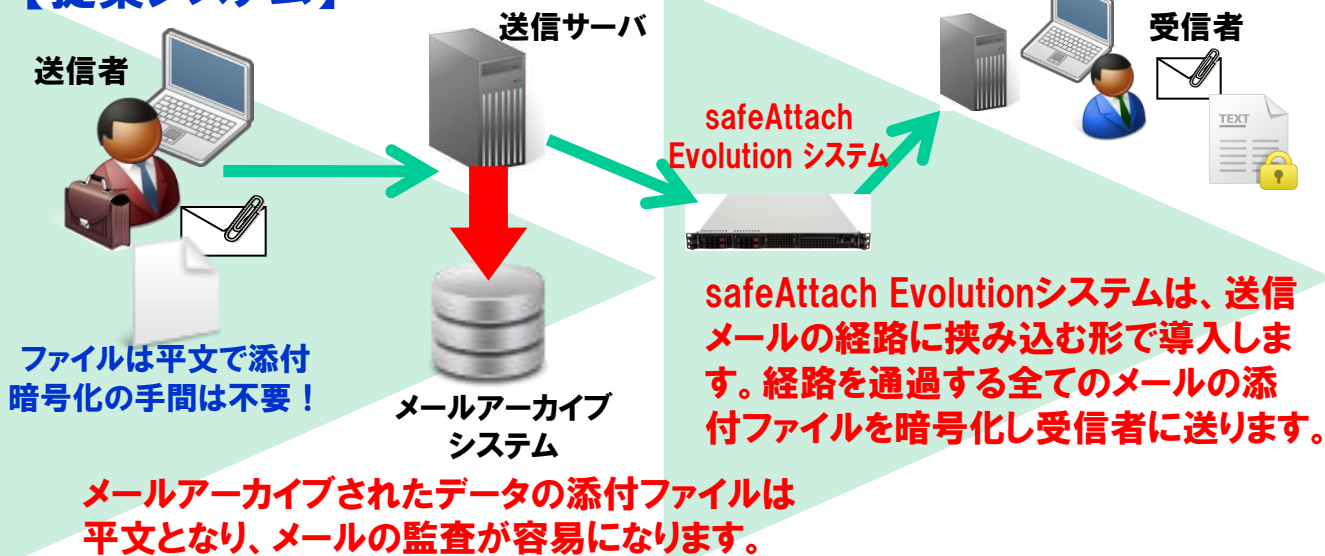 【提案システム】
送信サーバ
受信者
送信者
safeAttach
Evolution システム
TEXT
safeAttach Evolutionシステムは、送信
メールの経路に挟み込む形で導入しま
す。経路を通過する全てのメールの添
付ファイルを暗号化し受信者に送ります。
ファイルは平文で添付
暗号化の手間は不要！
メールアーカイブ
システム
メールアーカイブされたデータの添付ファイルは
平文となり、メールの監査が容易になります。